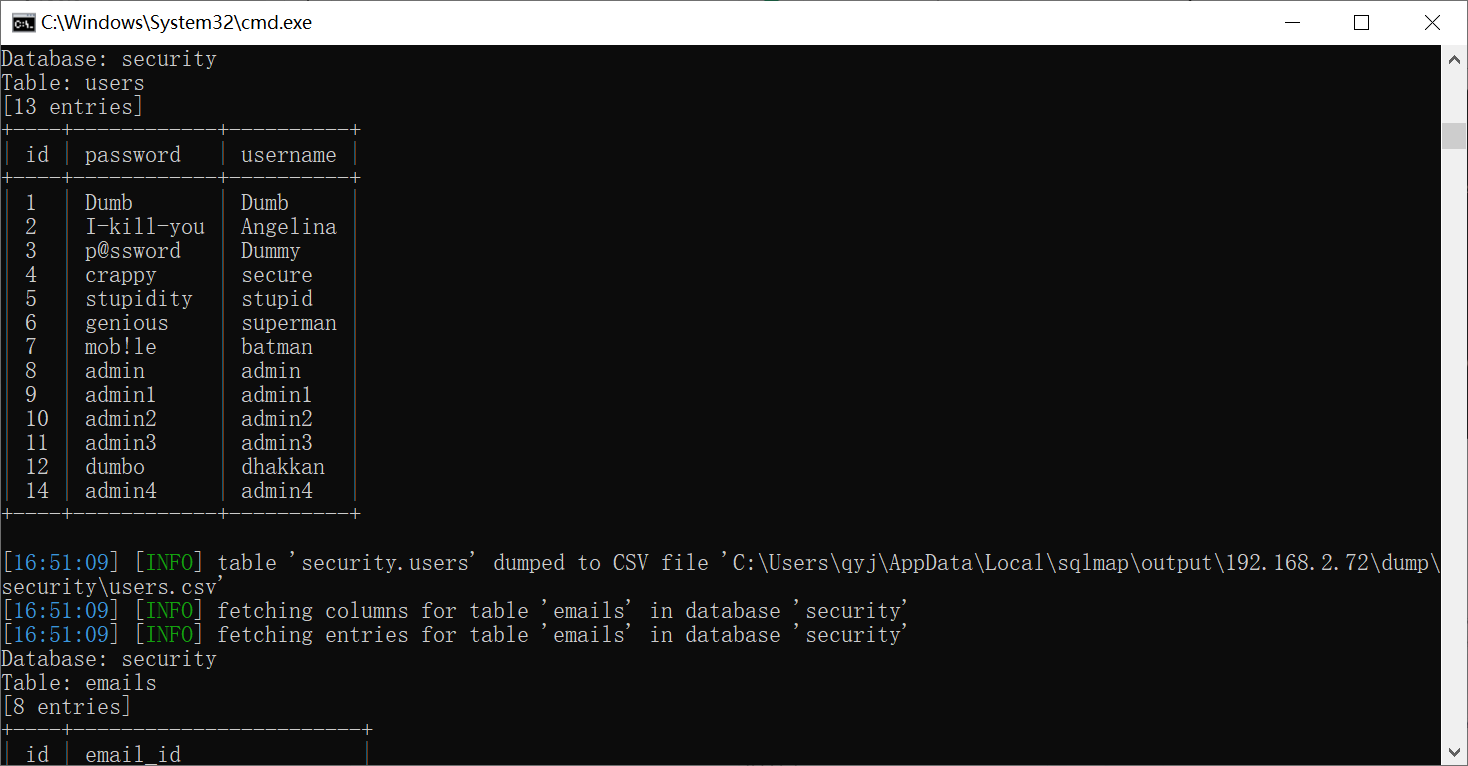 C:\Windows\System32\cmd.exe
Database: security
Table: users
[13 entries]
+----+------------+----------+
| id | password   | username |
+----+------------+----------+
| 1  | Dumb       | Dumb     |
| 2  | I-kill-you | Angelina |
| 3  | p@ssword   | Dummy    |
| 4  | crappy     | secure   |
| 5  | stupidity  | stupid   |
| 6  | genious    | superman |
| 7  | mob!le     | batman   |
| 8  | admin      | admin    |
| 9  | admin1     | admin1   |
| 10 | admin2     | admin2   |
| 11 | admin3     | admin3   |
| 12 | dumbo      | dhakkan  |
| 14 | admin4     | admin4   |
+----+------------+----------+
[16:51:09] [INFO] table 'security.users' dumped to CSV file 'C:\Users\qyj\AppData\Local\sqlmap\output\192.168.2.72\dump\
security\users.csv'
[16:51:09] [INFO] fetching columns for table 'emails' in database 'security'
[16:51:09] [INFO] fetching entries for table 'emails' in database 'security'
Database: security
Table: emails
[8 entries]
+----+------------------------+
| id | email_id               |